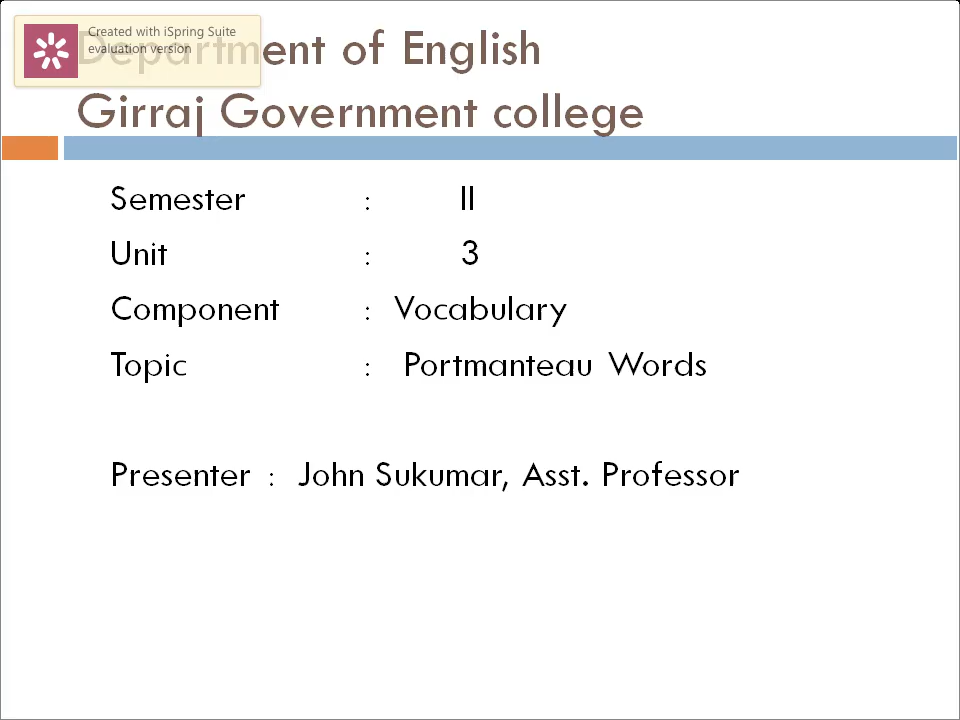 Created with iSpring Suite
evaluation version
Department of English
Girraj Government college
Semester : II
Unit : 3
Component : Vocabulary
Topic : Portmanteau Words
Presenter : John Sukumar, Asst. Professor